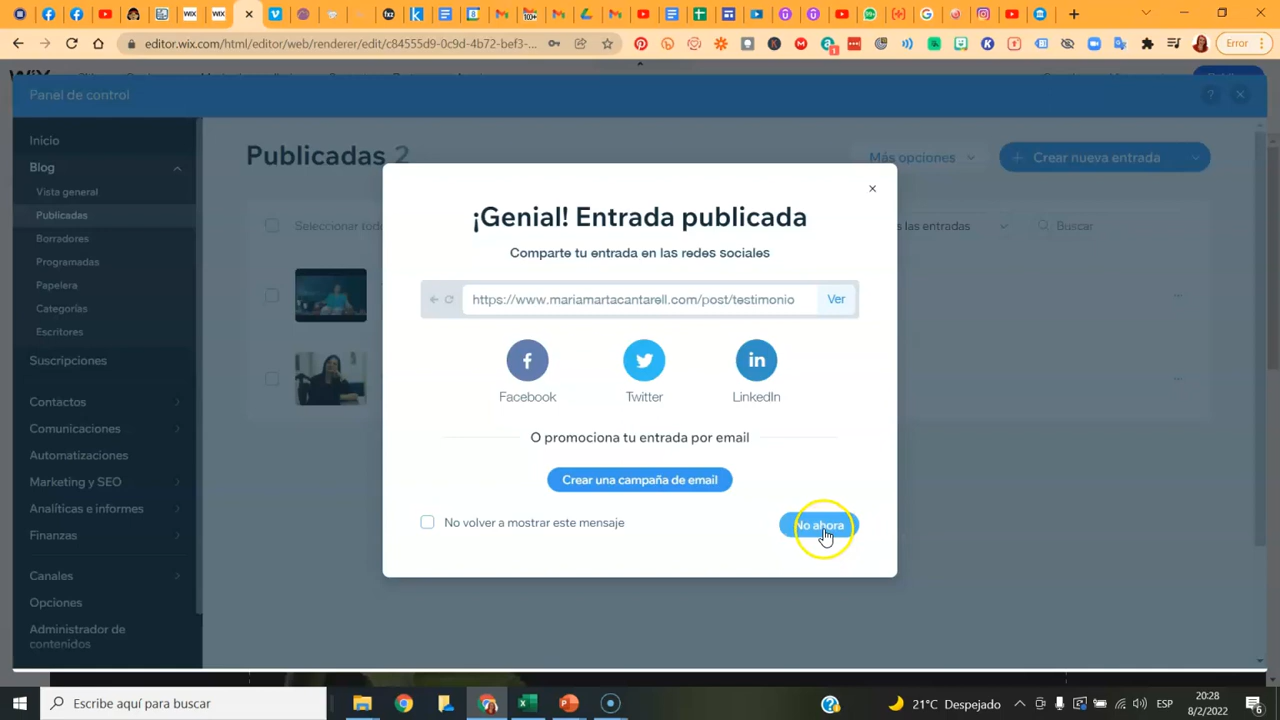 editor.wix.com/html/editor/web/renderer/edit/c84555d9-0c9d-4b72-bef3-...
Error
Panel de control
Inicio
Blog
Vista general
Publicadas
Borradores
Programadas
Papelera
Categorías
Escritores
Suscripciones
Contactos
Comunicaciones
Automatizaciones
Marketing y SEO
Analíticas e informes
Finanzas
Canales
Opciones
Administrador de
contenidos
Publicadas 2
Más opciones
Crear nueva entrada
Seleccionar
las entradas
Buscar
¡Genial! Entrada publicada
Comparte tu entrada en las redes sociales
https://www.mariamartacantarell.com/post/testimonio
Ver
Facebook
Twitter
LinkedIn
O promociona tu entrada por email
Crear una campaña de email
No volver a mostrar este mensaje
No ahora
Escribe aquí para buscar
21°C Despejado
ESP
20:28
8/2/2022
6